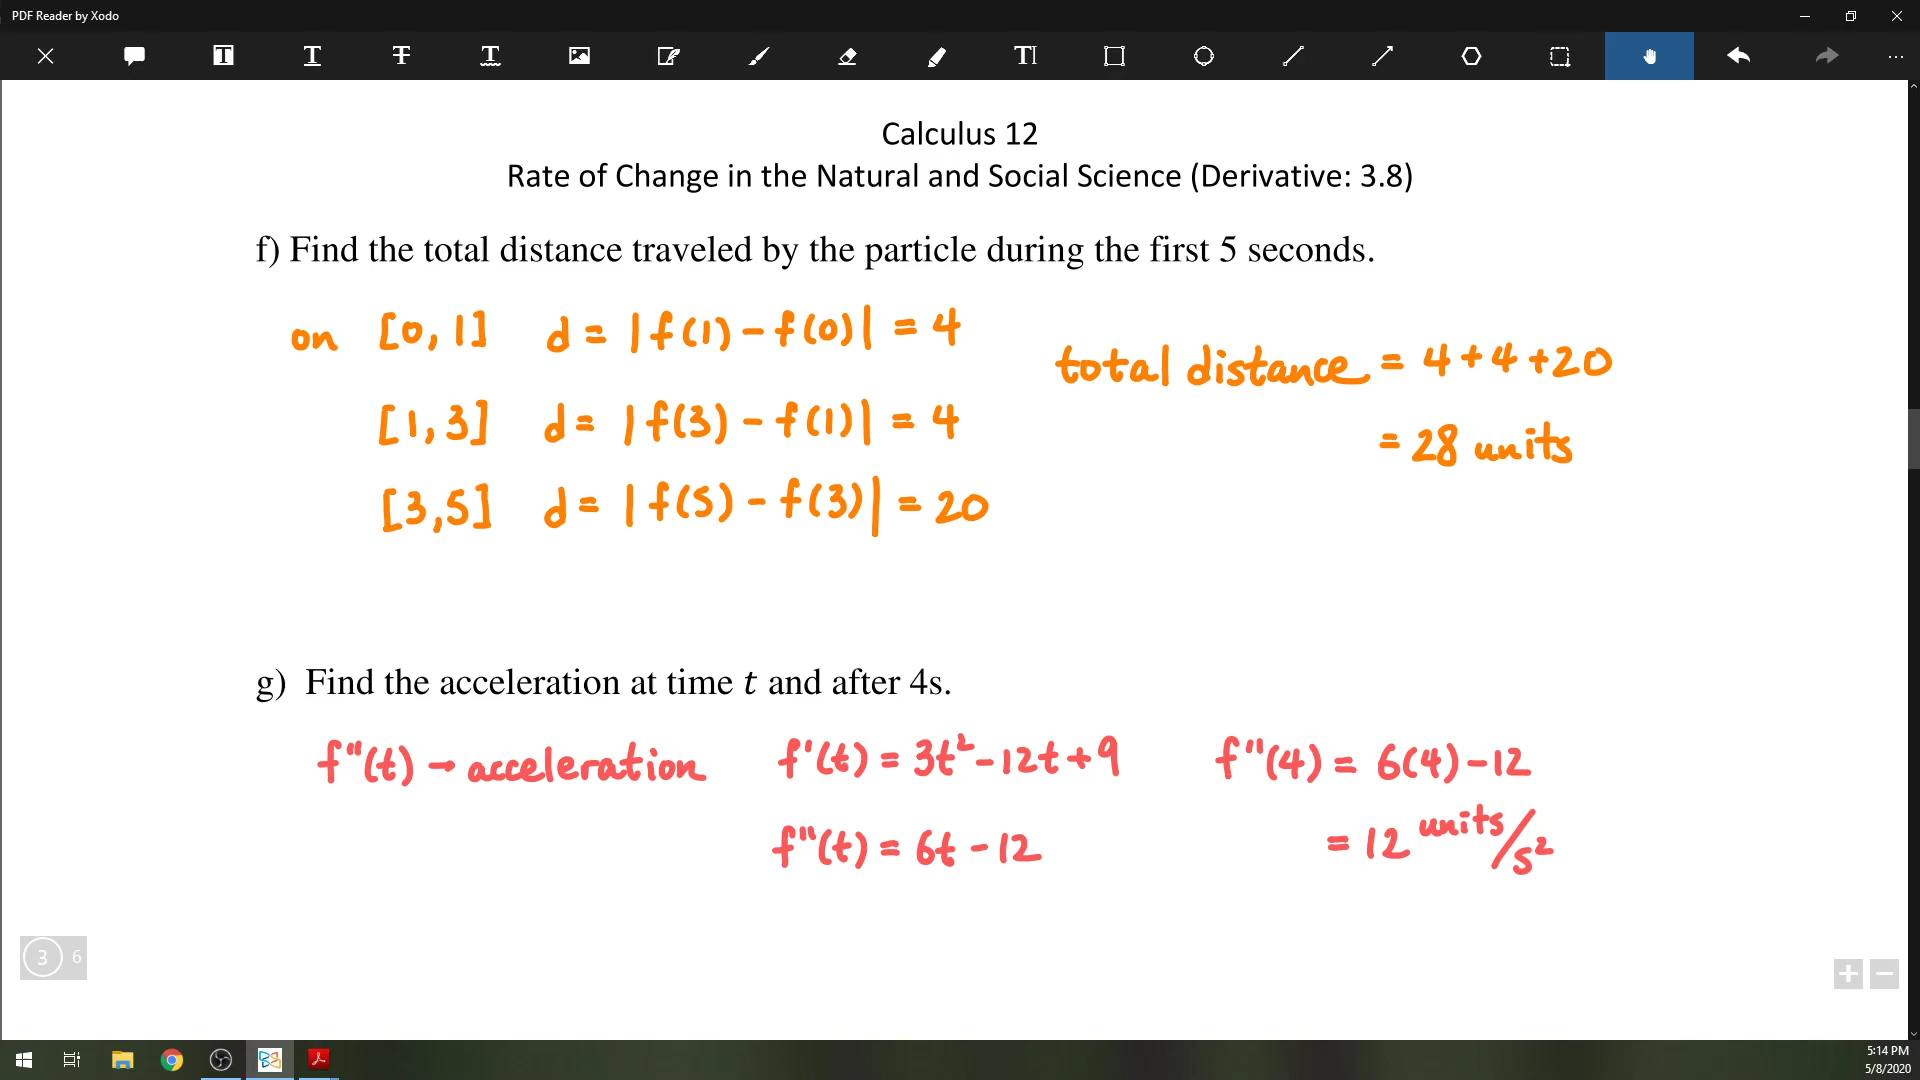 PDF Reader by Xodo
Calculus 12
Rate of Change in the Natural and Social Science (Derivative: 3.8)
f) Find the total distance traveled by the particle during the first 5 seconds.
on [0, 1] d = |f(1) - f(0)| = 4
[1, 3] d = |f(3) - f(1)| = 4
[3,5] d = |f(5) - f(3)| = 20
total distance = 4 + 4 + 20
= 28 units
g) Find the acceleration at time t and after 4s.
f"(t) → acceleration
f'(t) = 3t² - 12t + 9
f"(t) = 6t - 12
f"(4) = 6(4) - 12
= 12 units/s²
3 6
5:14 PM
5/8/2020